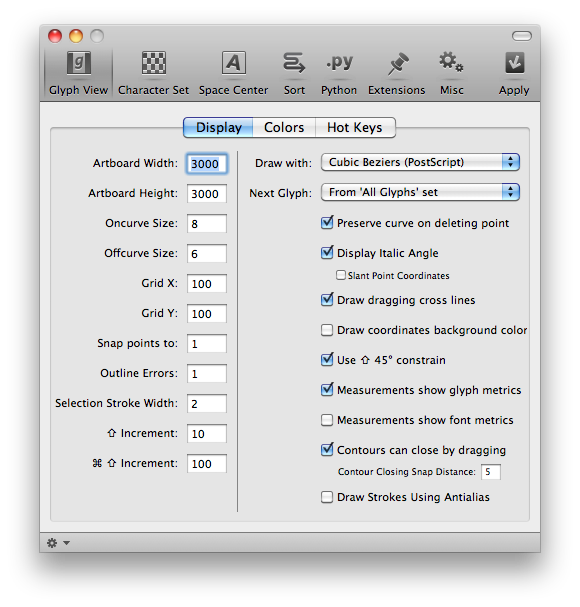 g A .py
Glyph View Character Set Space Center Sort Python Extensions Misc Apply
Display Colors Hot Keys
Artboard Width: 3000
Artboard Height: 3000
Oncurve Size: 8
Offcurve Size: 6
Grid X: 100
Grid Y: 100
Snap points to: 1
Outline Errors: 1
Selection Stroke Width: 2
⇧ Increment: 10
⌘ ⇧ Increment: 100
Draw with: Cubic Beziers (PostScript)
Next Glyph: From 'All Glyphs' set
Preserve curve on deleting point
Display Italic Angle
Slant Point Coordinates
Draw dragging cross lines
Draw coordinates background color
Use ⇧ 45° constrain
Measurements show glyph metrics
Measurements show font metrics
Contours can close by dragging
Contour Closing Snap Distance: 5
Draw Strokes Using Antialias